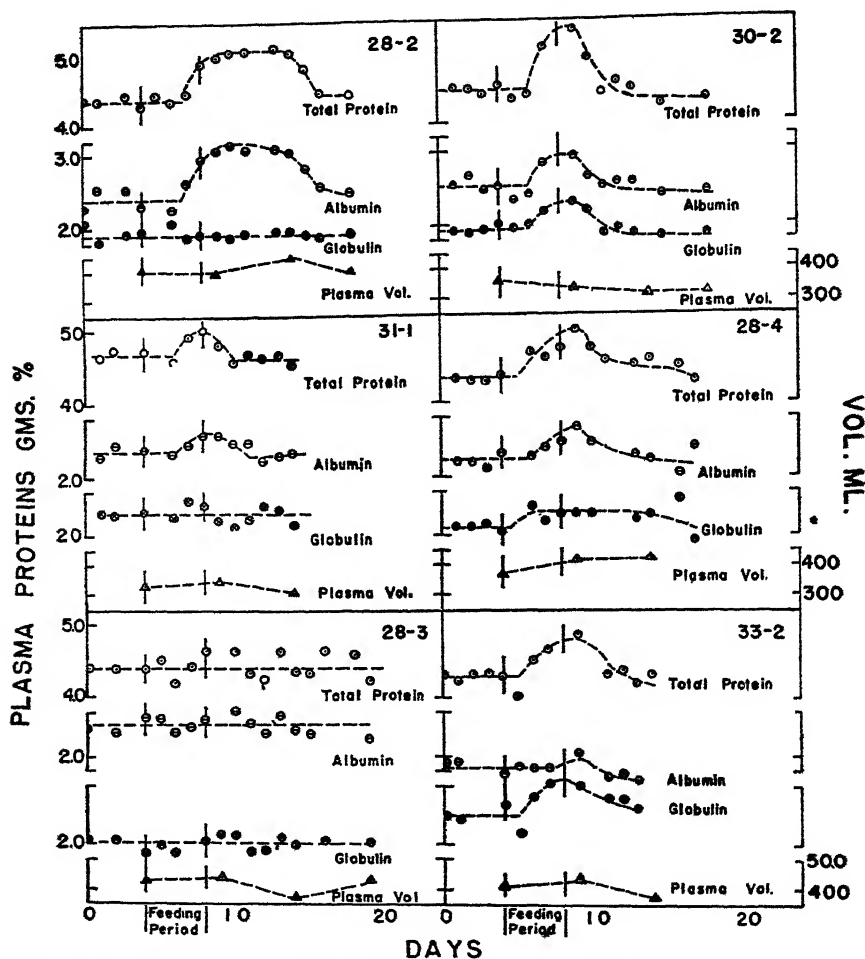 28-2
5.0
Total Protein
4.0
3.0
Albumin
2.0
Globulin
Plasma Vol.
30-2
Total Protein
Albumin
Globulin
400
Plasma Vol.
300
31-1
5.0
Total Protein
4.0
Albumin
2.0
Globulin
2.0
Plasma Vol.
28-4
Total Protein
Albumin
Globulin
*
400
Plasma Vol.
300
28-3
5.0
Total Protein
4.0
Albumin
2.0
2.0
Globulin
Plasma Vol
33-2
Total Protein
Albumin
Globulin
50.0
Plasma Vol.
400
0 Feeding Period 10 20
0 Feeding Period 10 20
DAYS
PLASMA PROTEINS GMS. %
VOL. ML.